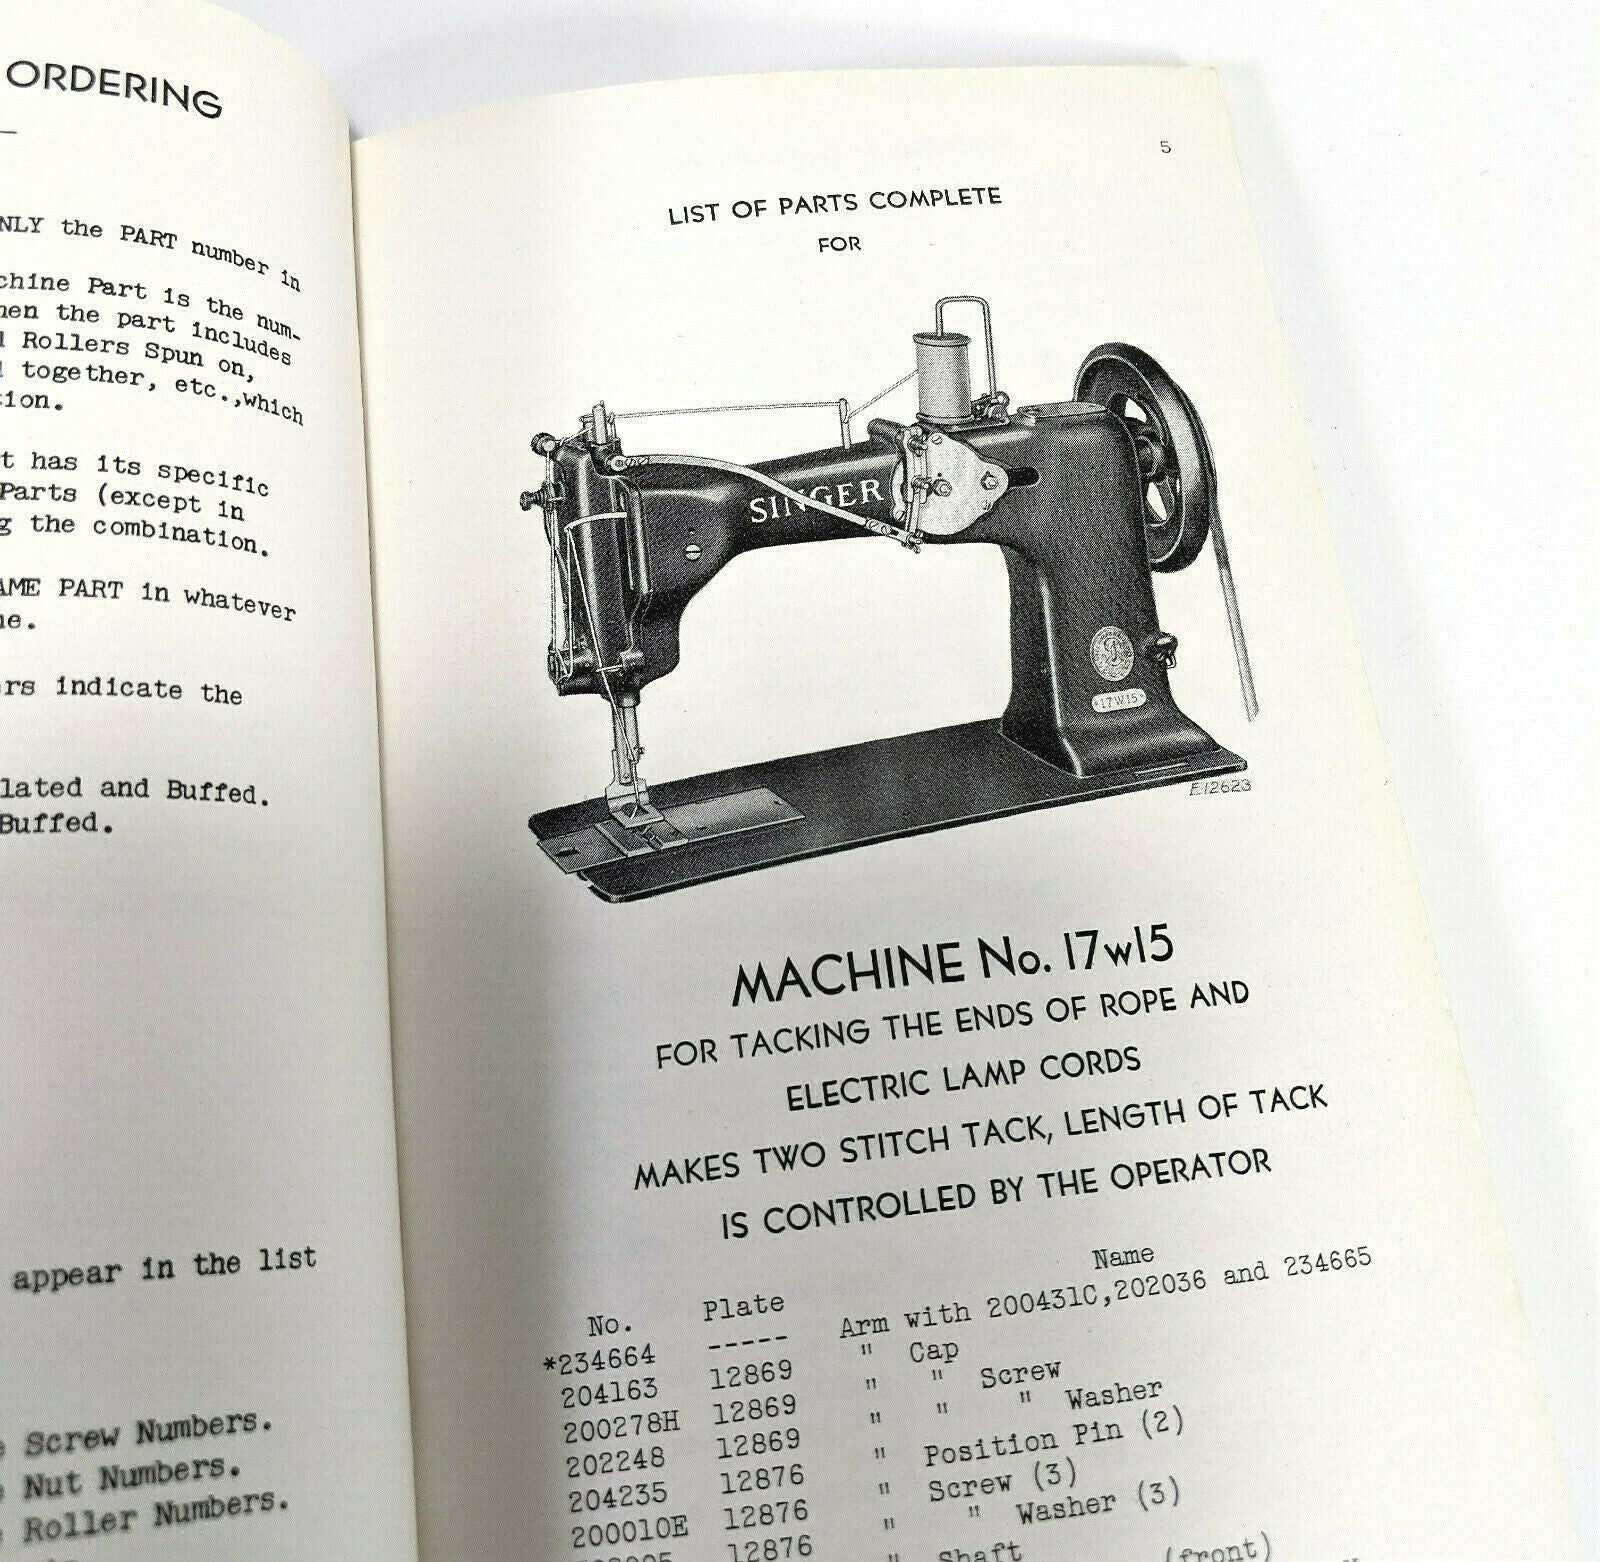 ORDERING
NLY the PART number in
chine Part is the num-
hen the part includes
d Rollers Spun on,
d together, etc.,which
tion.
t has its specific
Parts (except in
g the combination.
AME PART in whatever
ne.
ers indicate the
lated and Buffed.
Buffed.
appear in the list
e Screw Numbers.
e Nut Numbers.
e Roller Numbers.
5
LIST OF PARTS COMPLETE
FOR
SINGER
17W15
E12623
MACHINE No. 17w15
FOR TACKING THE ENDS OF ROPE AND
ELECTRIC LAMP CORDS
MAKES TWO STITCH TACK, LENGTH OF TACK
IS CONTROLLED BY THE OPERATOR
No. Plate Name
*234664 ----- Arm with 200431C,202036 and 234665
204163 12869 " Cap
200278H 12869 " " Screw
202248 12869 " " " Washer
204235 12876 " Position Pin (2)
200010E 12876 " Screw (3)
12876 " " Washer (3)
" Shaft (front)